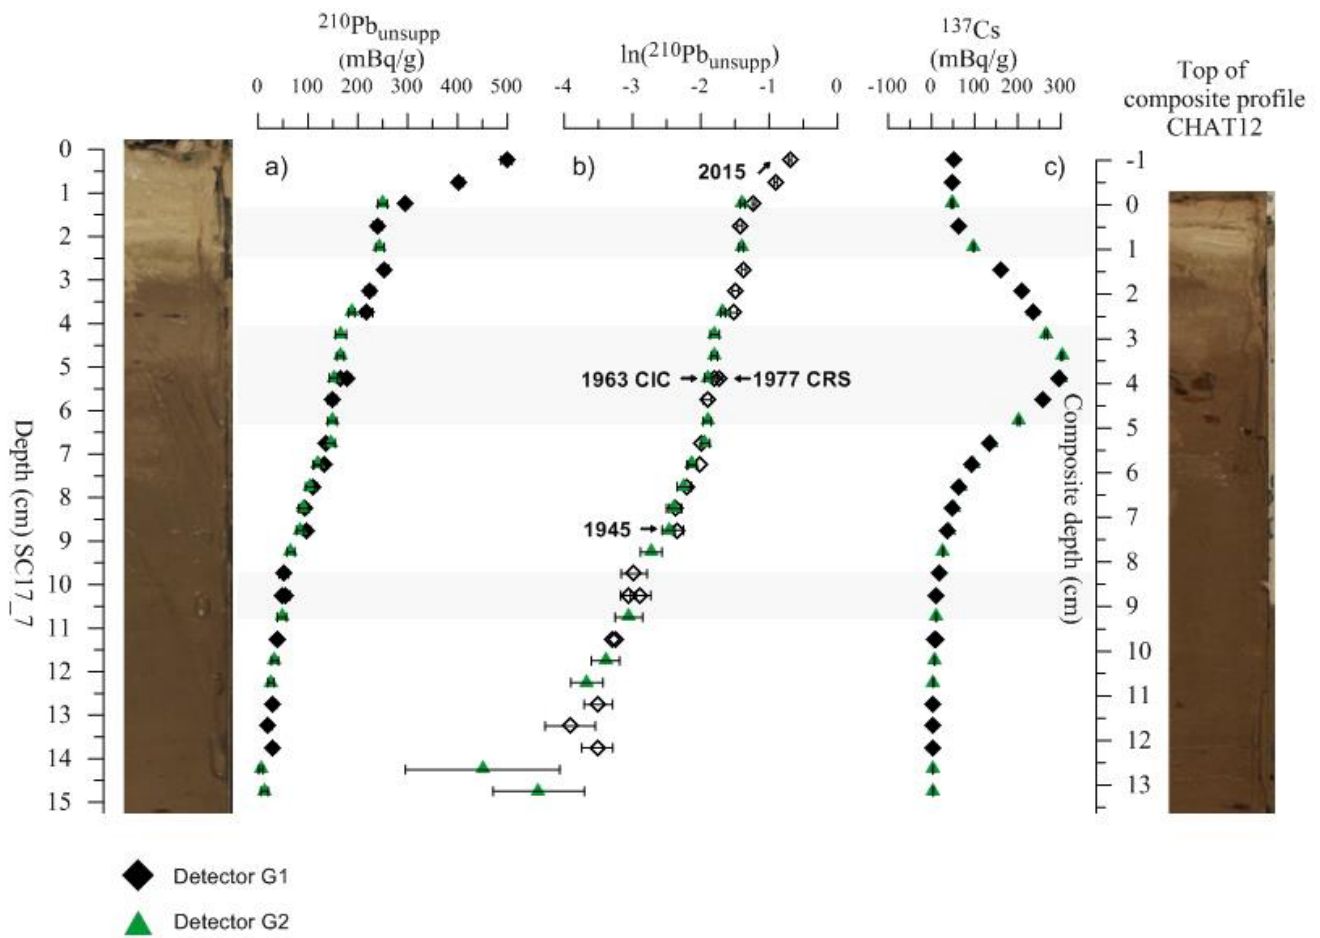 210Pbunsupp
(mBq/g)
0 100 200 300 400 500
ln(210Pbunsupp)
-4 -3 -2 -1 0
137Cs
(mBq/g)
-100 0 100 200 300
Top of
composite profile
CHAT12
a)
b)
c)
0
1
2
3
4
5
6
7
8
9
10
11
12
13
14
15
Depth (cm) SC17_7
2015
1963 CIC
1977 CRS
1945
-1
0
1
2
3
4
5
6
7
8
9
10
11
12
13
Composite depth (cm)
Detector G1
Detector G2